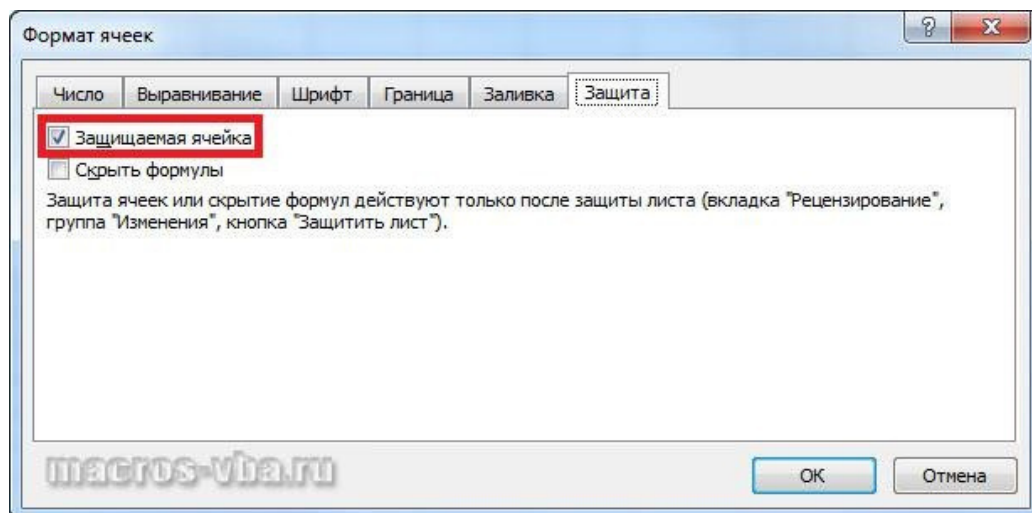 Формат ячеек
Число Выравнивание Шрифт Граница Заливка Защита
Защищаемая ячейка
Скрыть формулы
Защита ячеек или скрытие формул действуют только после защиты листа (вкладка "Рецензирование",
группа "Изменения", кнопка "Защитить лист").
macros-vba.ru
ОК Отмена